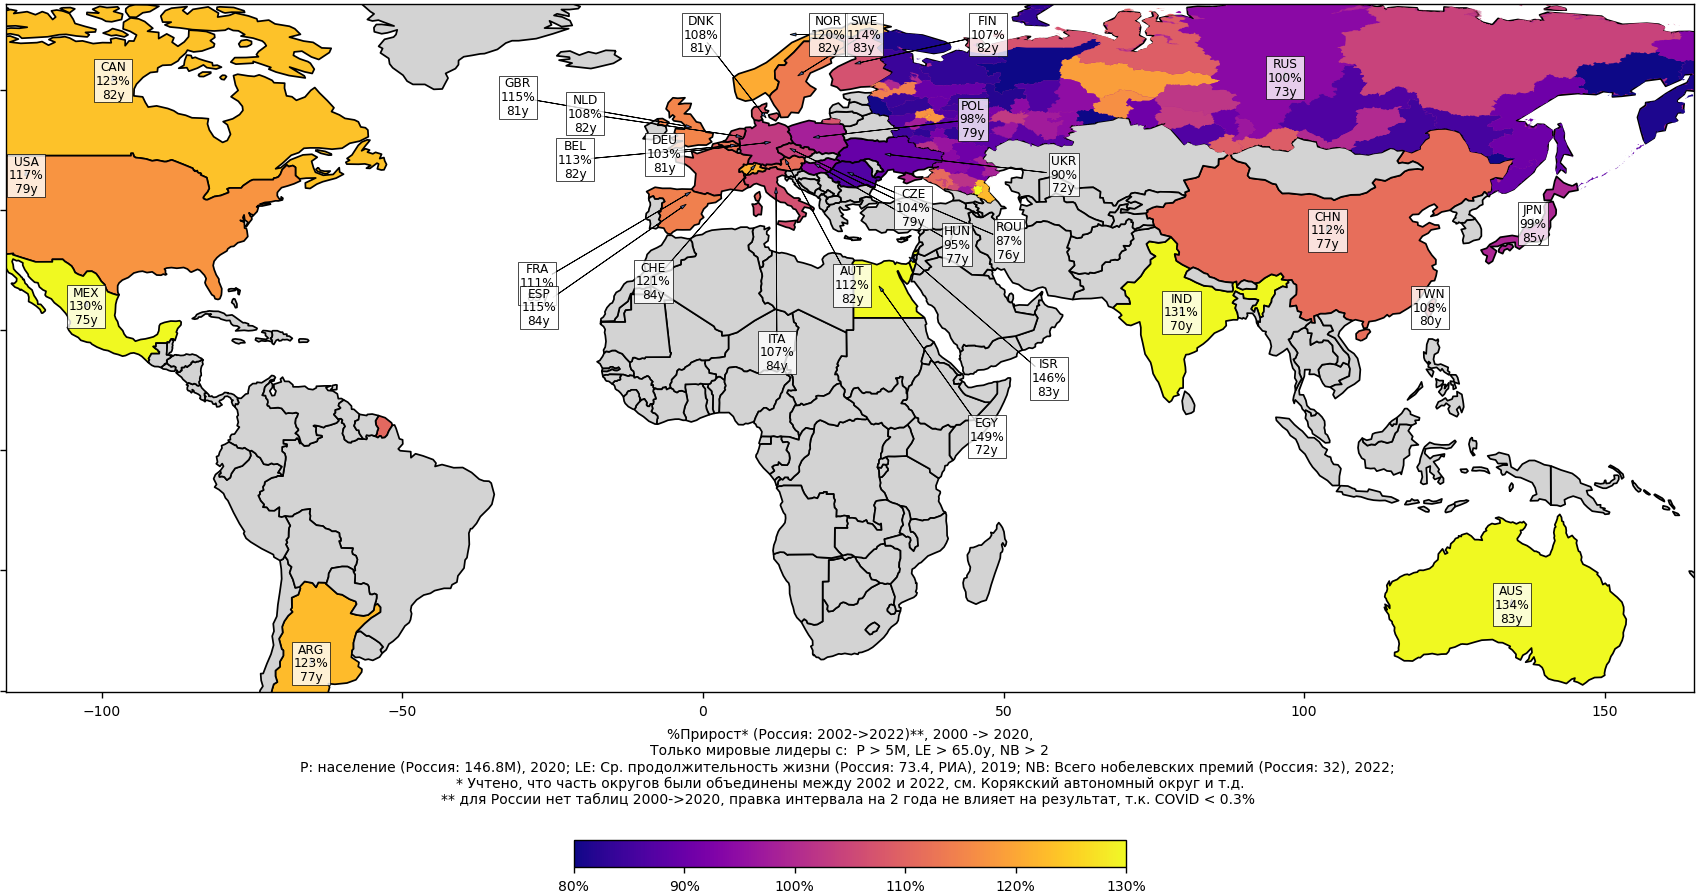 DNK
108%
81y
NOR
120%
82y
SWE
114%
83y
FIN
107%
82y
CAN
123%
82y
RUS
100%
73y
GBR
115%
81y
NLD
108%
82y
POL
98%
79y
DEU
103%
81y
BEL
113%
82y
USA
117%
79y
UKR
90%
72y
CZE
104%
79y
JPN
99%
85y
CHN
112%
77y
ROU
87%
76y
HUN
95%
77y
FRA
111%
ESP
115%
84y
CHE
121%
84y
AUT
112%
82y
MEX
130%
75y
IND
131%
70y
TWN
108%
80y
ITA
107%
84y
ISR
146%
83y
EGY
149%
72y
AUS
134%
83y
ARG
123%
77y
−100
−50
0
50
100
150
%Прирост* (Россия: 2002->2022)**, 2000 -> 2020,
Только мировые лидеры с: P > 5M, LE > 65.0y, NB > 2
P: население (Россия: 146.8M), 2020; LE: Ср. продолжительность жизни (Россия: 73.4, РИА), 2019; NB: Всего нобелевских премий (Россия: 32), 2022;
* Учтено, что часть округов были объединены между 2002 и 2022, см. Корякский автономный округ и т.д.
** для России нет таблиц 2000->2020, правка интервала на 2 года не влияет на результат, т.к. COVID < 0.3%
80%
90%
100%
110%
120%
130%